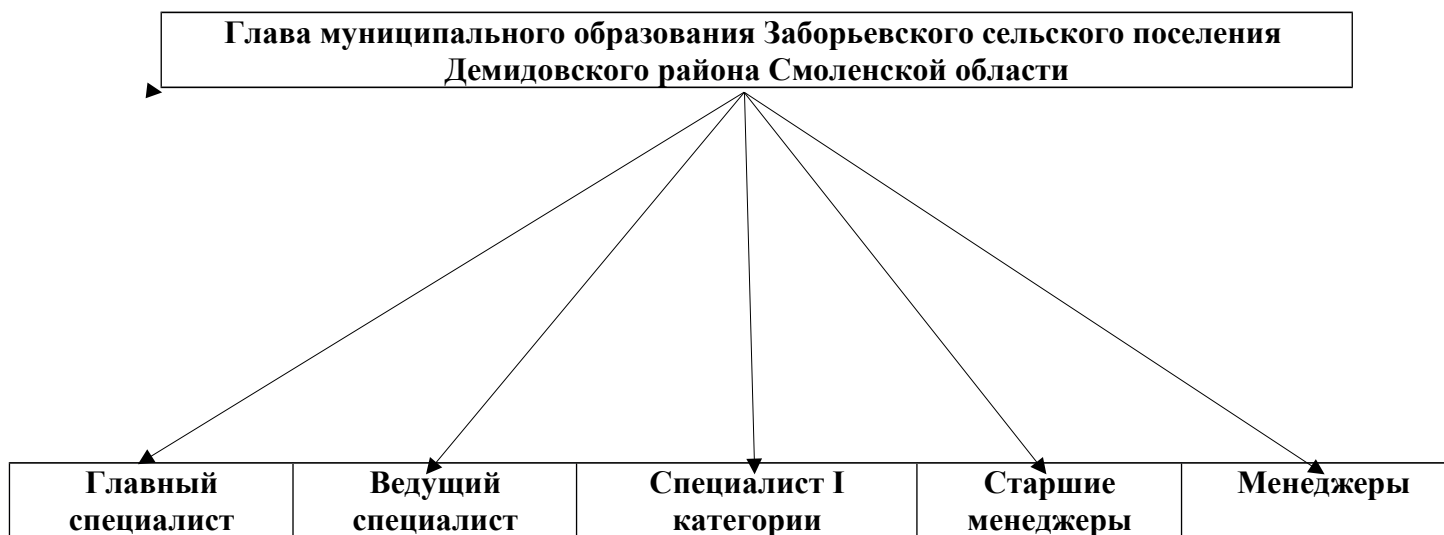 Глава муниципального образования Заборьевского сельского поселения
Демидовского района Смоленской области
Главный
специалист
Ведущий
специалист
Специалист I
категории
Старшие
менеджеры
Менеджеры